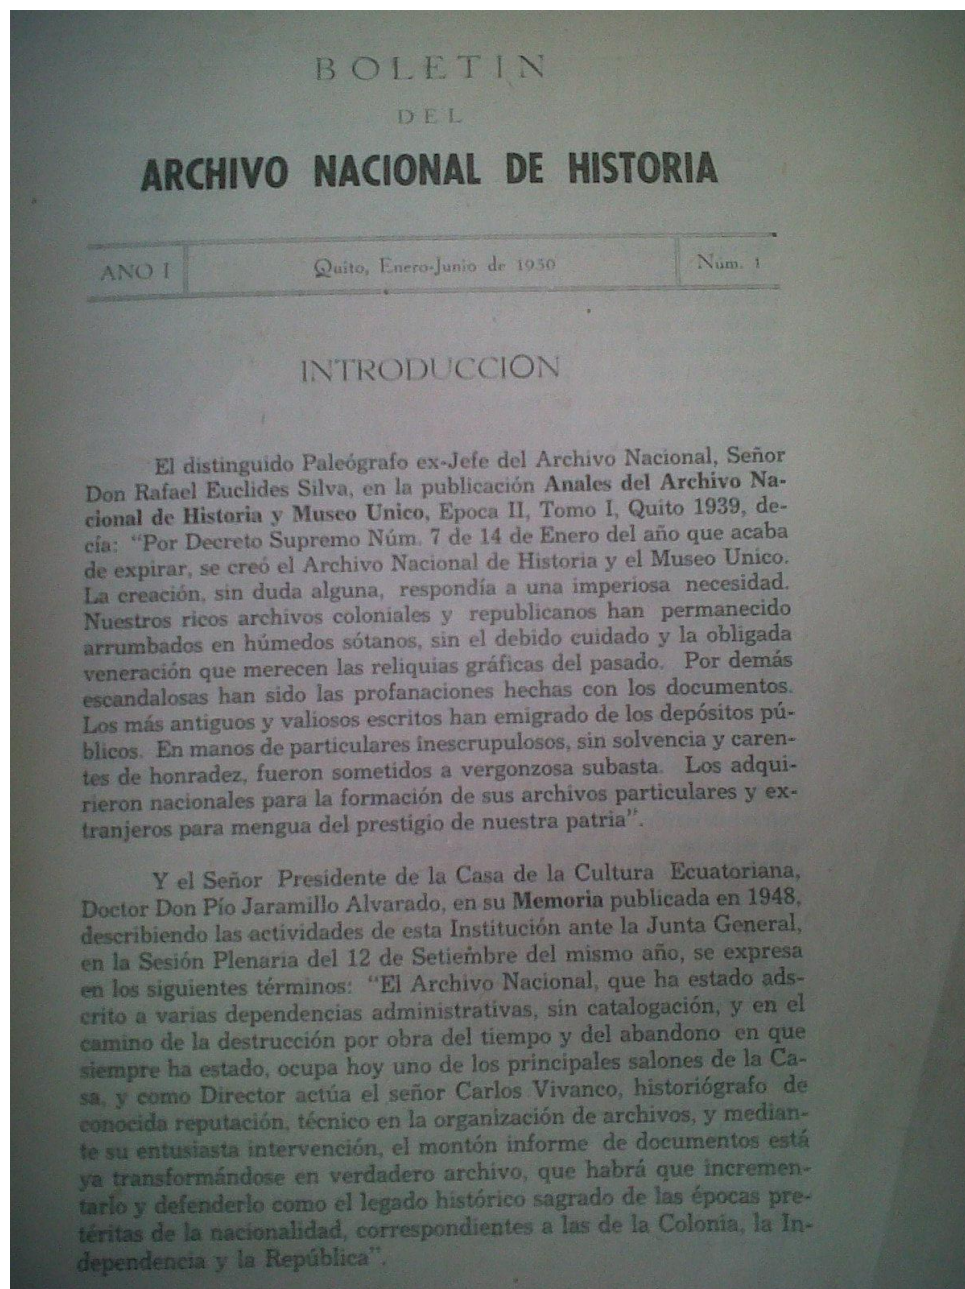 BOLETIN
DEL
ARCHIVO NACIONAL DE HISTORIA
ANO I
Quito, Enero-Junio de 1950
Núm. 1
INTRODUCCION
El distinguido Paleógrafo ex-Jefe del Archivo Nacional, Señor
Don Rafael Euclides Silva, en la publicación Anales del Archivo Na-
cional de Historia y Museo Unico, Epoca II, Tomo I, Quito 1939, de-
cía: "Por Decreto Supremo Núm. 7 de 14 de Enero del año que acaba
de expirar, se creó el Archivo Nacional de Historia y el Museo Unico.
La creación, sin duda alguna, respondía a una imperiosa necesidad.
Nuestros ricos archivos coloniales y republicanos han permanecido
arrumbados en húmedos sótanos, sin el debido cuidado y la obligada
veneración que merecen las reliquias gráficas del pasado. Por demás
escandalosas han sido las profanaciones hechas con los documentos.
Los más antiguos y valiosos escritos han emigrado de los depósitos pú-
blicos. En manos de particulares inescrupulosos, sin solvencia y caren-
tes de honradez, fueron sometidos a vergonzosa subasta. Los adqui-
rieron nacionales para la formación de sus archivos particulares y ex-
tranjeros para mengua del prestigio de nuestra patria".
Y el Señor Presidente de la Casa de la Cultura Ecuatoriana,
Doctor Don Pío Jaramillo Alvarado, en su Memoria publicada en 1948,
describiendo las actividades de esta Institución ante la Junta General,
en la Sesión Plenaria del 12 de Setiembre del mismo año, se expresa
en los siguientes términos: "El Archivo Nacional, que ha estado ads-
crito a varias dependencias administrativas, sin catalogación, y en el
camino de la destrucción por obra del tiempo y del abandono en que
siempre ha estado, ocupa hoy uno de los principales salones de la Ca-
sa, y como Director actúa el señor Carlos Vivanco, historiógrafo de
conocida reputación, técnico en la organización de archivos, y median-
te su entusiasta intervención, el montón informe de documentos está
ya transformándose en verdadero archivo, que habrá que incremen-
tarlo y defenderlo como el legado histórico sagrado de las épocas pre-
téritas de la nacionalidad, correspondientes a las de la Colonia, la In-
dependencia y la República".